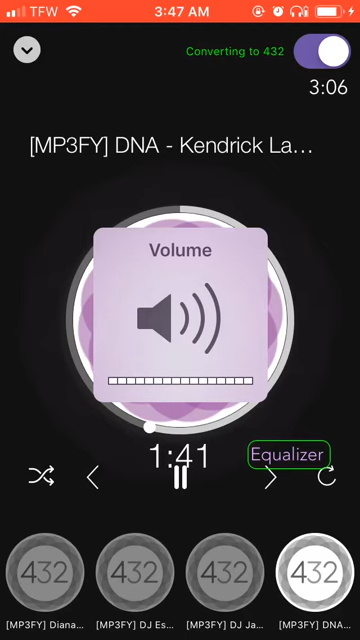 TFW
3:47 AM
Converting to 432
3:06
[MP3FY] DNA - Kendrick La...
Volume
1:41
Equalizer
432
432
432
432
[MP3FY] Diana...
[MP3FY] DJ Es...
[MP3FY] DJ Ja...
[MP3FY] DNA...